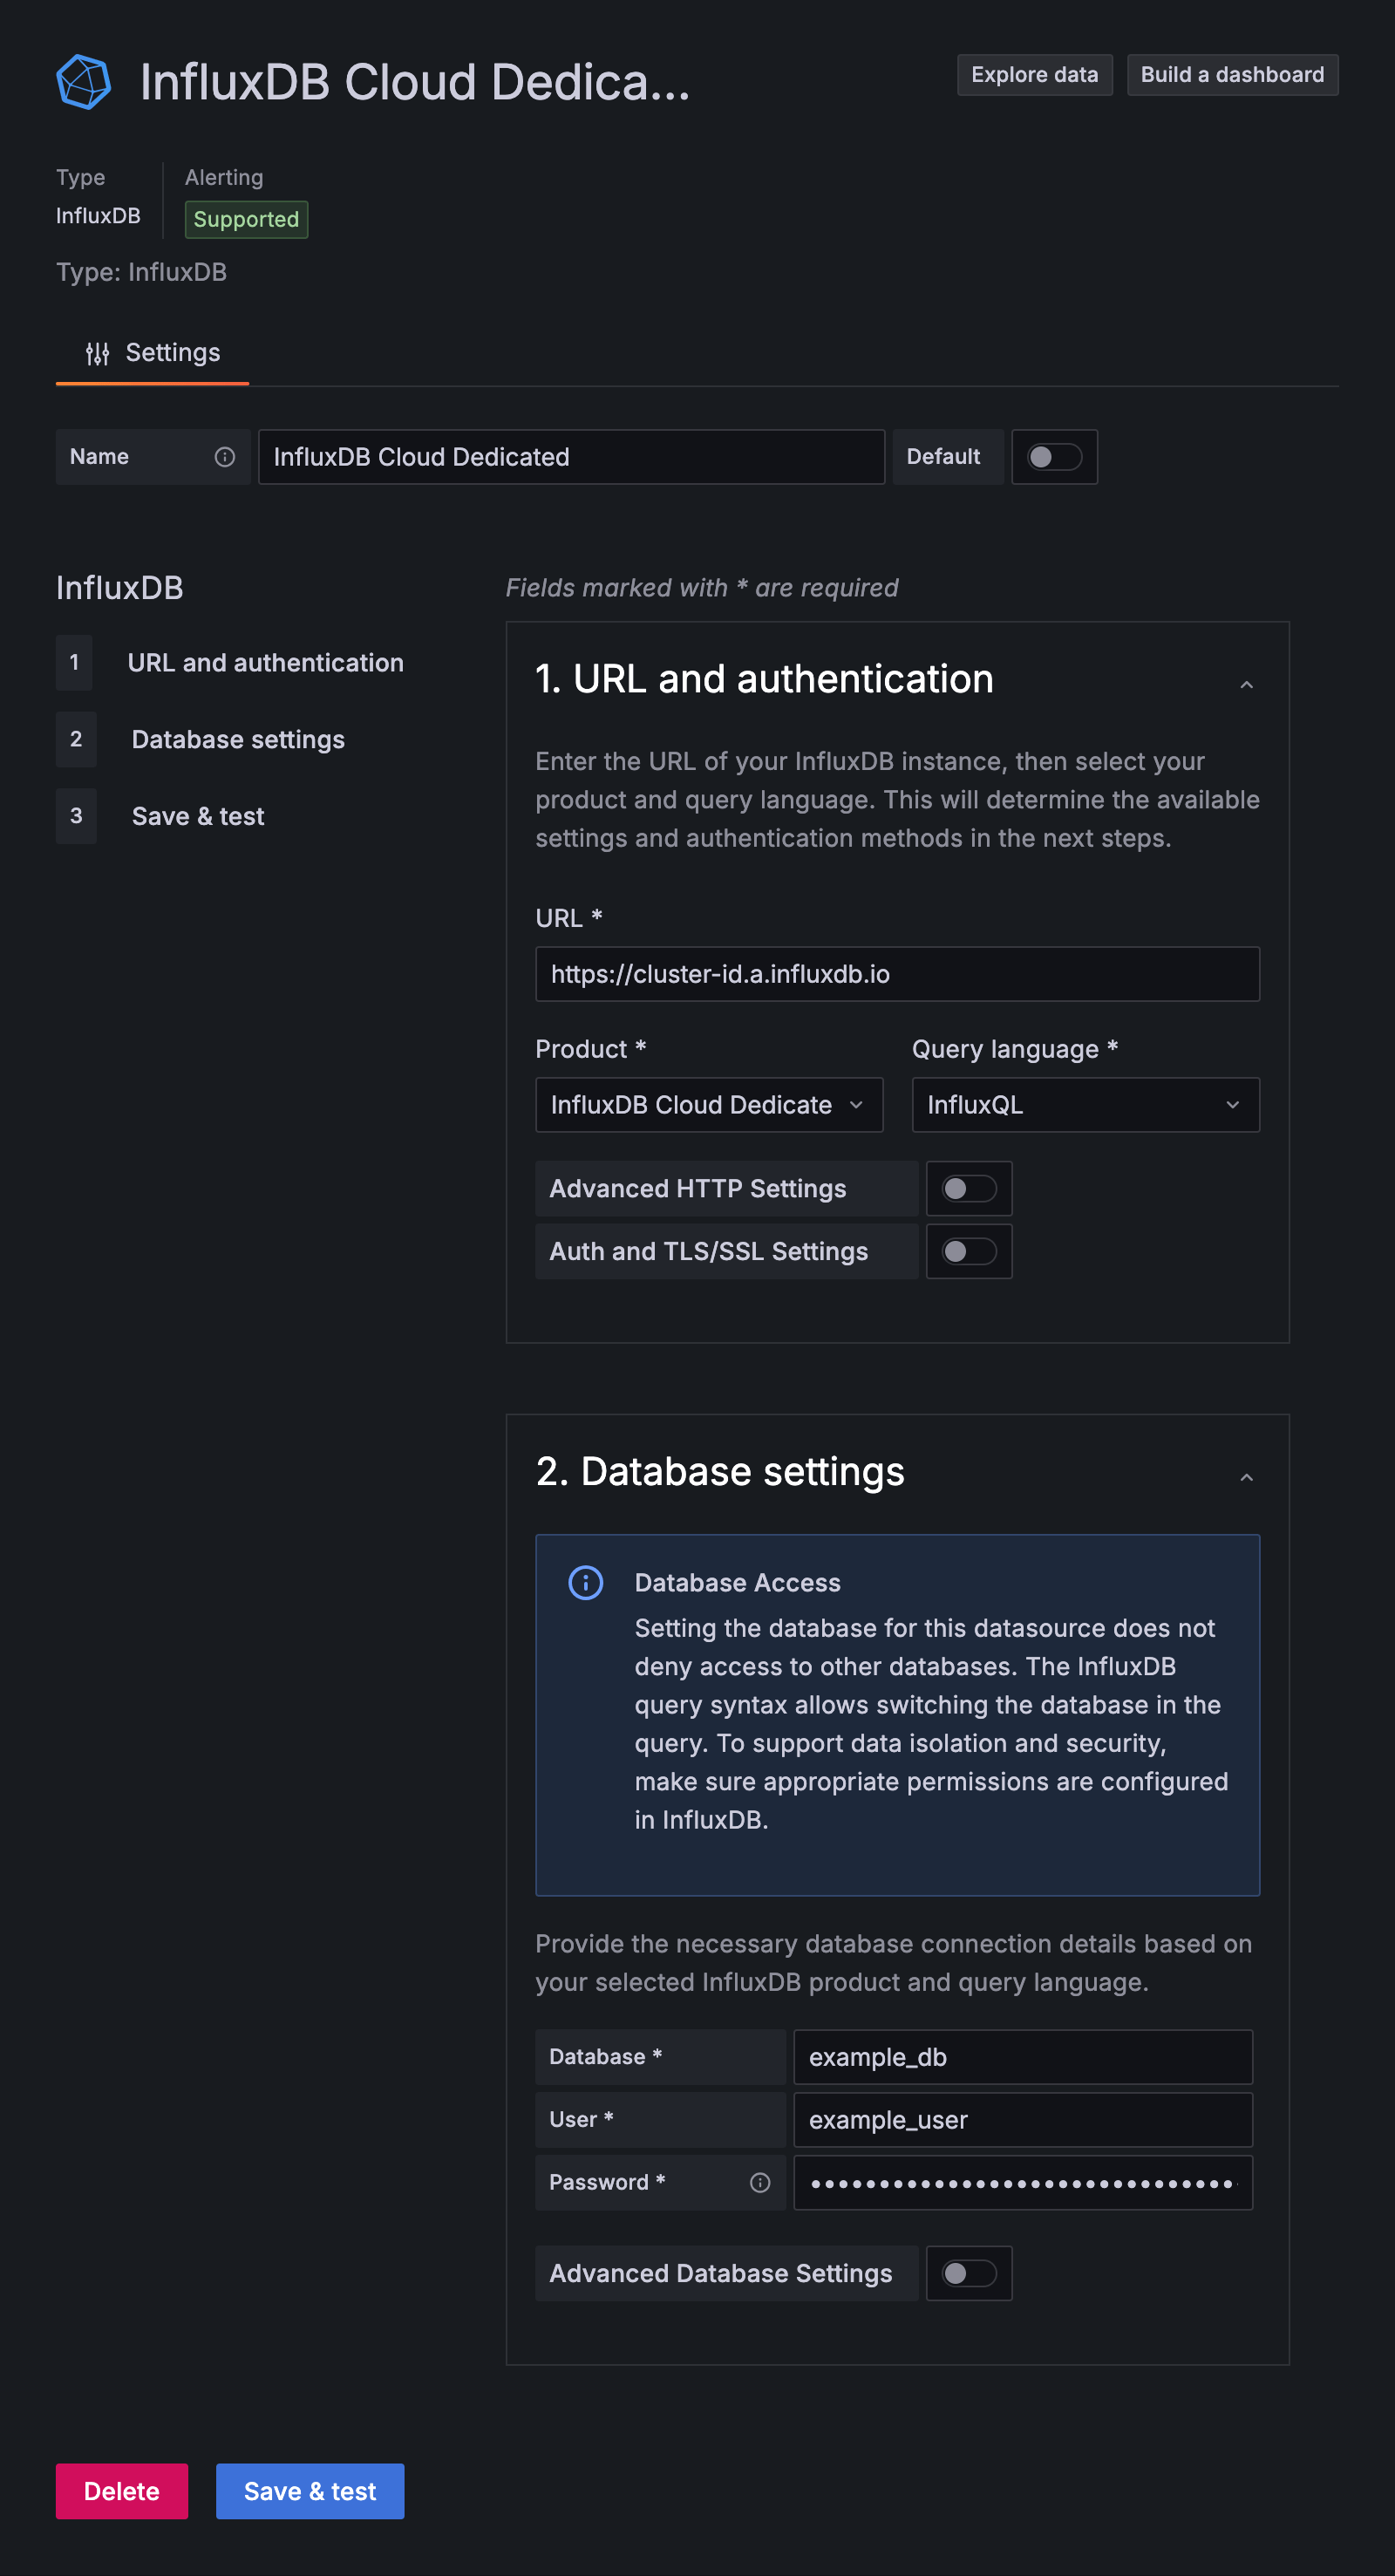 InfluxDB Cloud Dedica...
Explore data
Build a dashboard
Type
Alerting
InfluxDB
Supported
Type: InfluxDB
Settings
Name
InfluxDB Cloud Dedicated
Default
InfluxDB
1 URL and authentication
2 Database settings
3 Save & test
Fields marked with * are required
1. URL and authentication
Enter the URL of your InfluxDB instance, then select your
product and query language. This will determine the available
settings and authentication methods in the next steps.
URL *
https://cluster-id.a.influxdb.io
Product *
Query language *
InfluxDB Cloud Dedicate
InfluxQL
Advanced HTTP Settings
Auth and TLS/SSL Settings
2. Database settings
Database Access
Setting the database for this datasource does not
deny access to other databases. The InfluxDB
query syntax allows switching the database in the
query. To support data isolation and security,
make sure appropriate permissions are configured
in InfluxDB.
Provide the necessary database connection details based on
your selected InfluxDB product and query language.
Database *
example_db
User *
example_user
Password *
Advanced Database Settings
Delete
Save & test